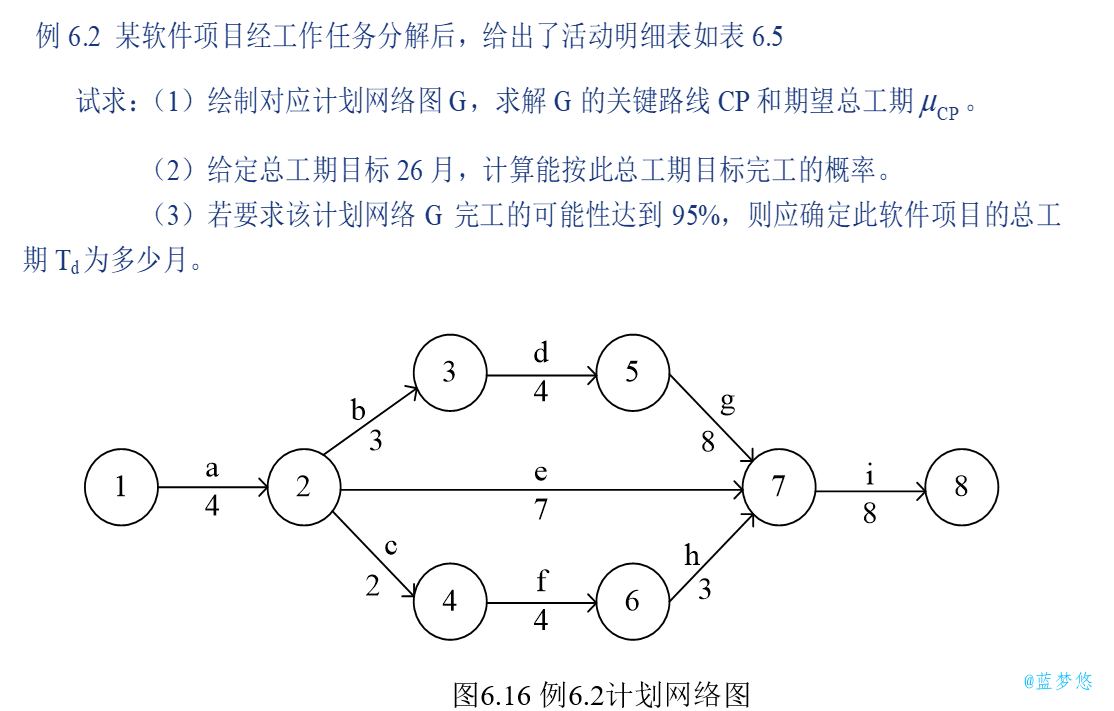 例 6.2 某软件项目经工作任务分解后，给出了活动明细表如表 6.5
试求：（1）绘制对应计划网络图 G，求解 G 的关键路线 CP 和期望总工期 μCP 。
（2）给定总工期目标 26 月，计算能按此总工期目标完工的概率。
（3）若要求该计划网络 G 完工的可能性达到 95%，则应确定此软件项目的总工
期 Td 为多少月。
3 d 4 5
b 3 g 8
1 a 4 2 e 7 7 i 8 8
c 2 h 3
4 f 4 6
图6.16 例6.2计划网络图
@蓝梦悠